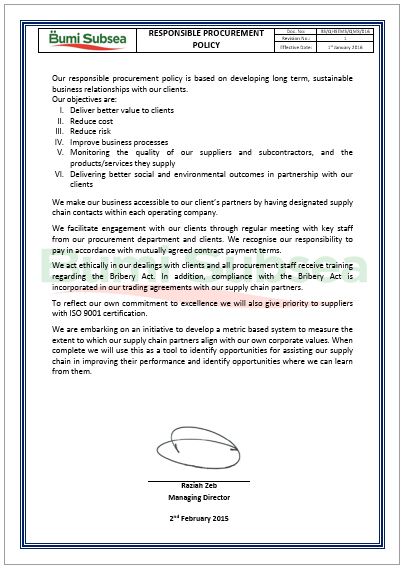 Bumi Subsea
RESPONSIBLE PROCUREMENT
POLICY
Doc. No:
Revision No.: 1
Effective Date: 1st January 2016
Our responsible procurement policy is based on developing long term, sustainable
business relationships with our clients.
Our objectives are:
I. Deliver better value to clients
II. Reduce cost
III. Reduce risk
IV. Improve business processes
V. Monitoring the quality of our suppliers and subcontractors, and the
products/services they supply
VI. Delivering better social and environmental outcomes in partnership with our
clients
We make our business accessible to our client's partners by having designated supply
chain contacts within each operating company.
We facilitate engagement with our clients through regular meeting with key staff
from our procurement department and clients. We recognise our responsibility to
pay in accordance with mutually agreed contract payment terms.
We act ethically in our dealings with clients and all procurement staff receive training
regarding the Bribery Act. In addition, compliance with the Bribery Act is
incorporated in our trading agreements with our supply chain partners.
To reflect our own commitment to excellence we will also give priority to suppliers
with ISO 9001 certification.
We are embarking on an initiative to develop a metric based system to measure the
extent to which our supply chain partners align with our own corporate values. When
complete we will use this as a tool to identify opportunities for assisting our supply
chain in improving their performance and identify opportunities where we can learn
from them.
Bumi Subsea
Raziah Zeb
Managing Director
2nd February 2015